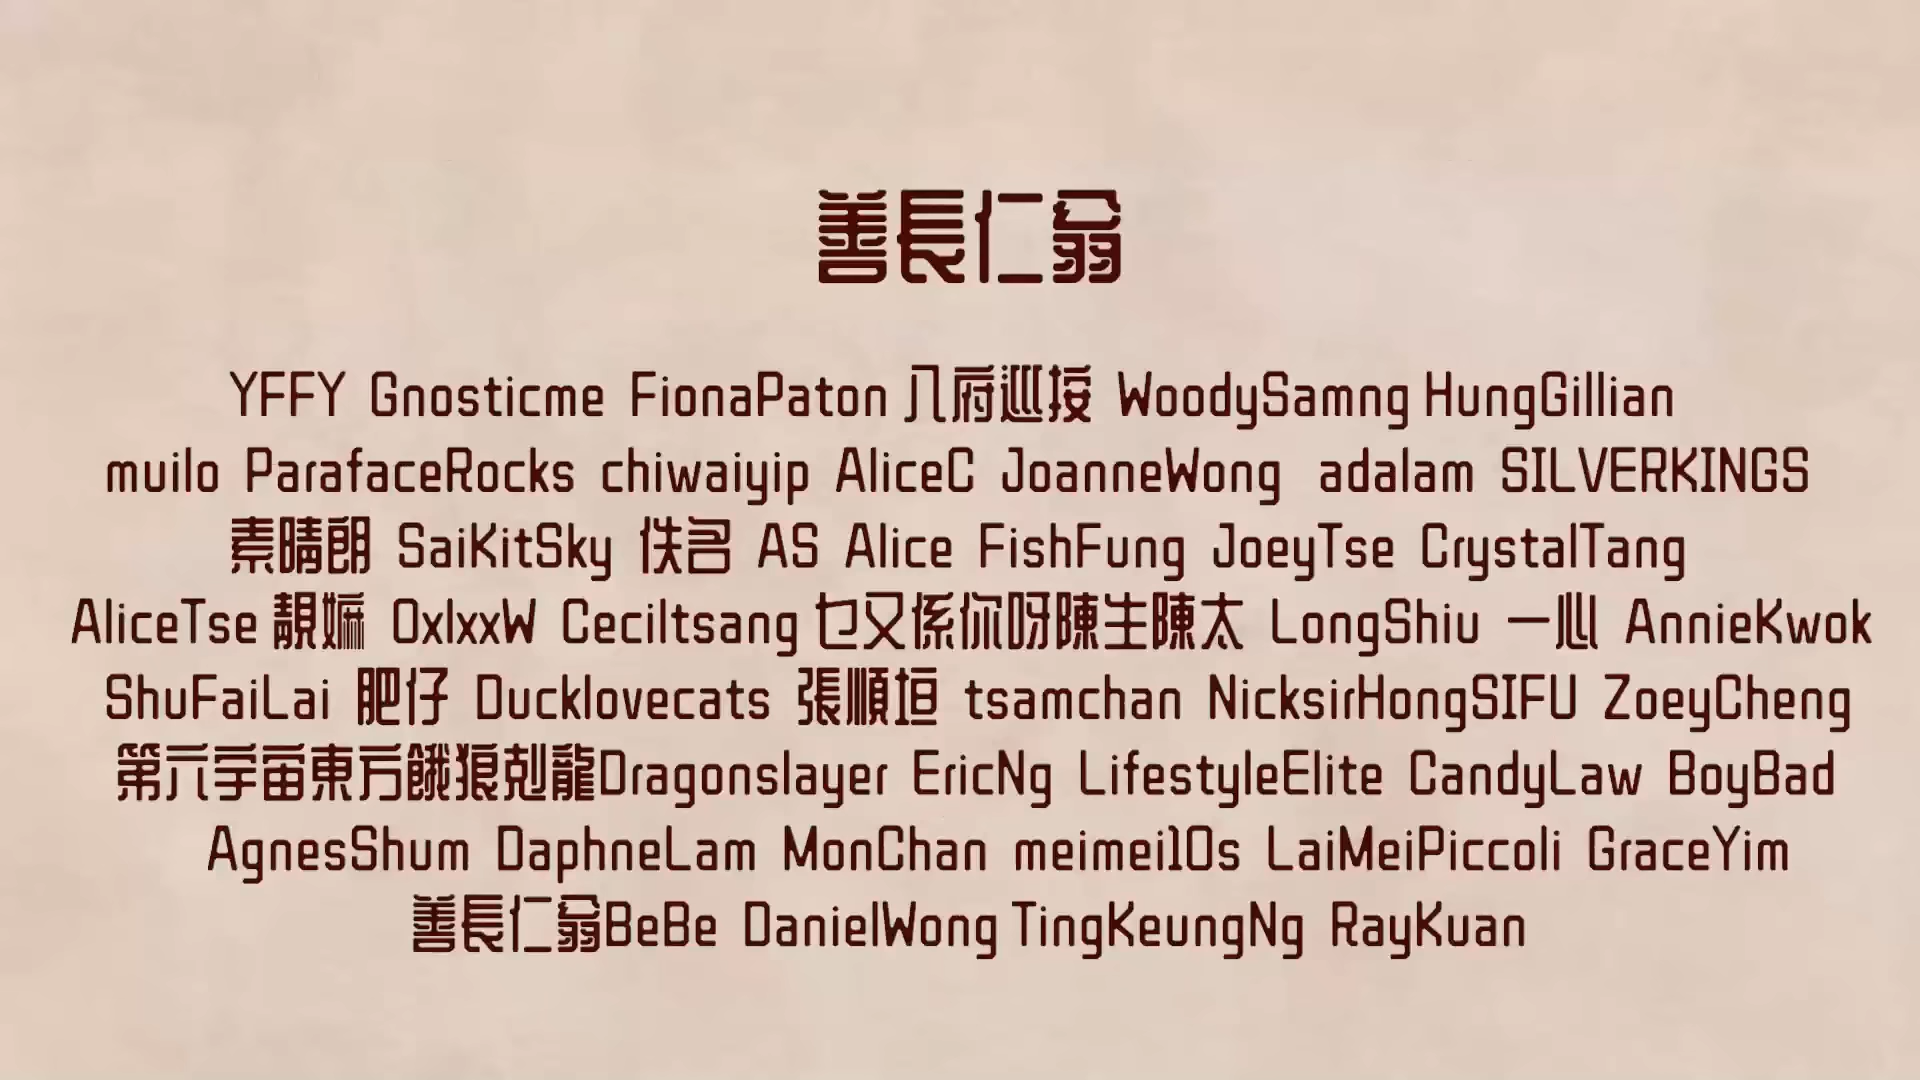 善長仁翁
YFFY Gnosticme FionaPaton 八府巡按 WoodySamng HungGillian
muilo ParafaceRocks chiwaiyip AliceC JoanneWong adalam SILVERKINGS
素晴朗 SaiKitSky 佚名 AS Alice FishFung JoeyTse CrystalTang
AliceTse 靚嫲 OxlxxW Ceciltsang 乜又係你呀陳生陳太 LongShiu 一心 AnnieKwok
ShuFaiLai 肥仔 Ducklovecats 張順垣 tsamchan NicksirHongSIFU ZoeyCheng
第六宇宙東方餓狼剋龍Dragonslayer EricNg LifestyleElite CandyLaw BoyBad
AgnesShum DaphneLam MonChan meimei10s LaiMeiPiccoli GraceYim
善長仁翁BeBe DanielWong TingKeungNg RayKuan